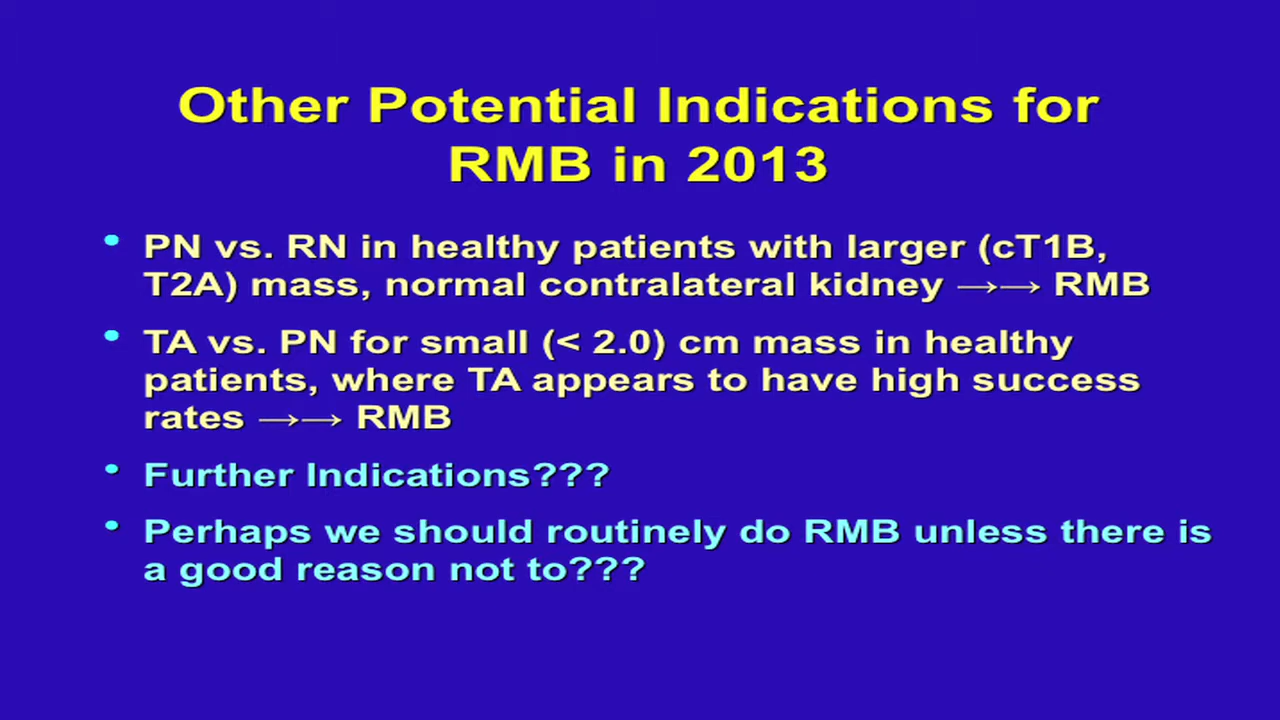 Other Potential Indications for
RMB in 2013
• PN vs. RN in healthy patients with larger (cT1B,
T2A) mass, normal contralateral kidney →→ RMB
• TA vs. PN for small (< 2.0) cm mass in healthy
patients, where TA appears to have high success
rates →→ RMB
• Further Indications???
• Perhaps we should routinely do RMB unless there is
a good reason not to???